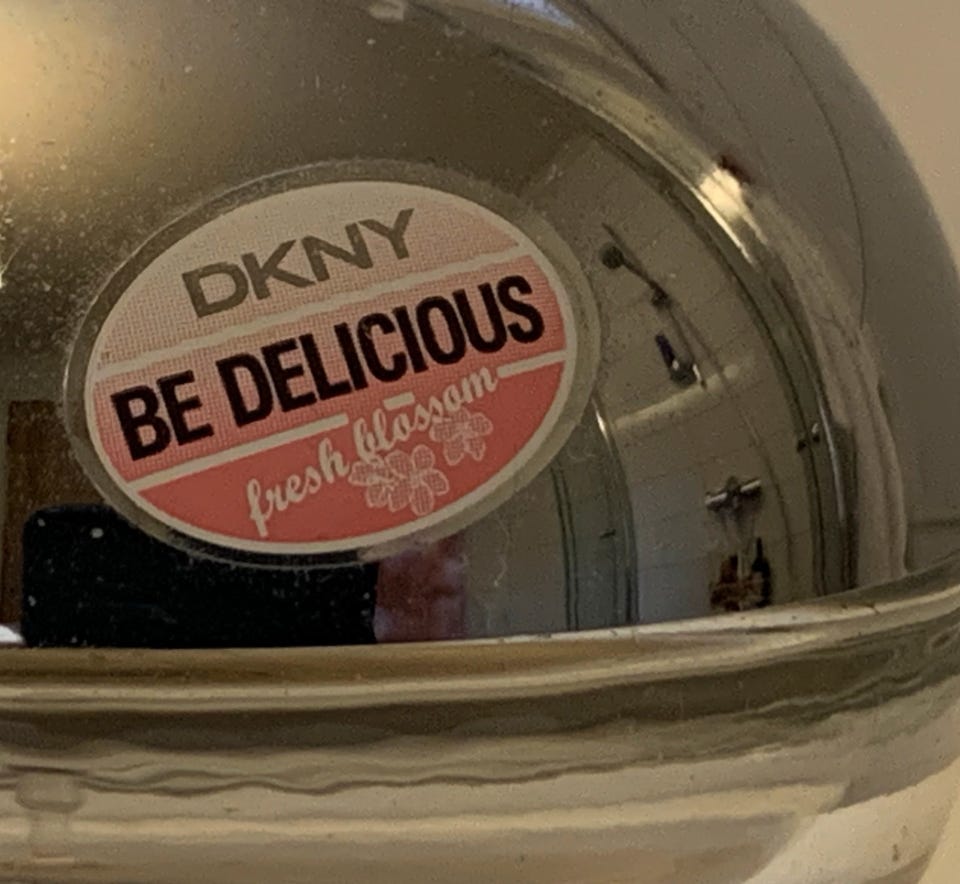 DKNY
BE DELICIOUS
fresh blossom